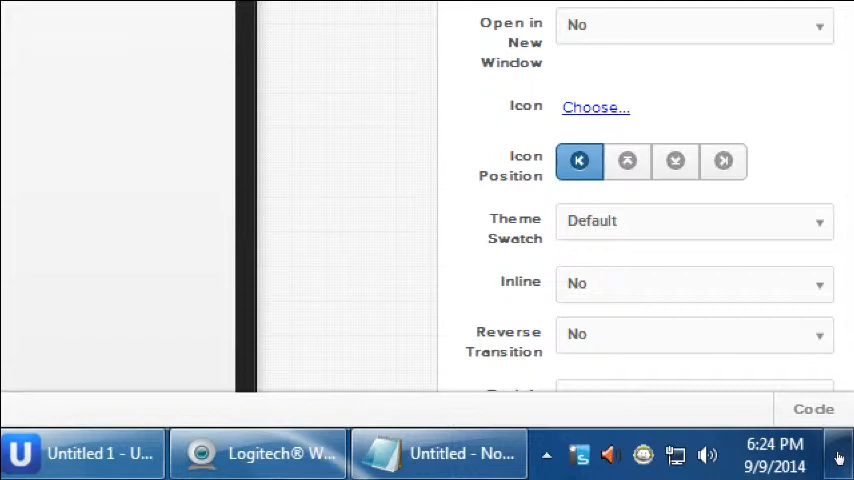 Open in
New
Window
No
Icon
Choose...
Icon
Position
Theme
Swatch
Default
Inline
No
Reverse
Transition
No
Code
Untitled 1 - U...
Logitech® W...
Untitled - No...
6:24 PM
9/9/2014